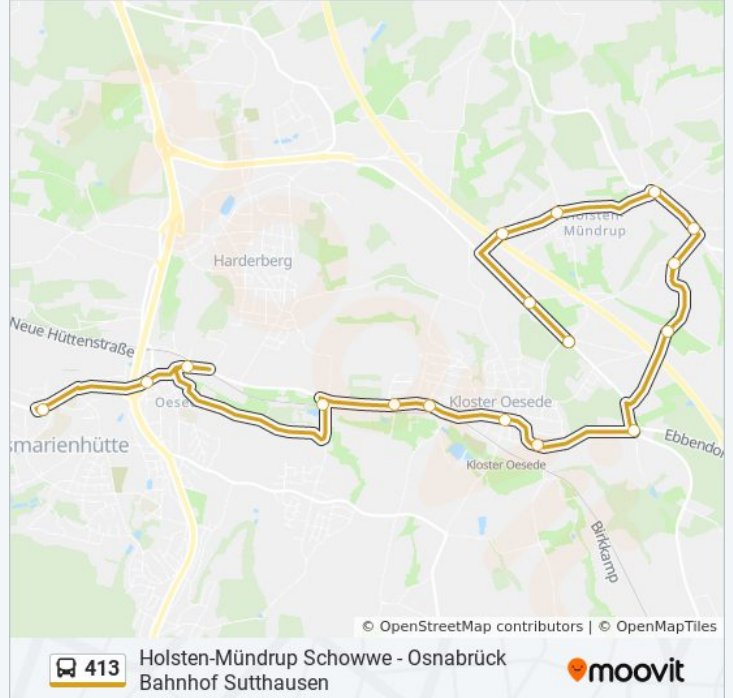 Holsten-
Mündrup
Harderberg
Neue Hüttenstraße
Oesed
Kloster Oesede
smarienhütte
Ebbendor
Kloster Oesede
Birkkamp
© OpenStreetMap contributors | © OpenMapTiles
413
Holsten-Mündrup Schowwe - Osnabrück
Bahnhof Sutthausen
moovit